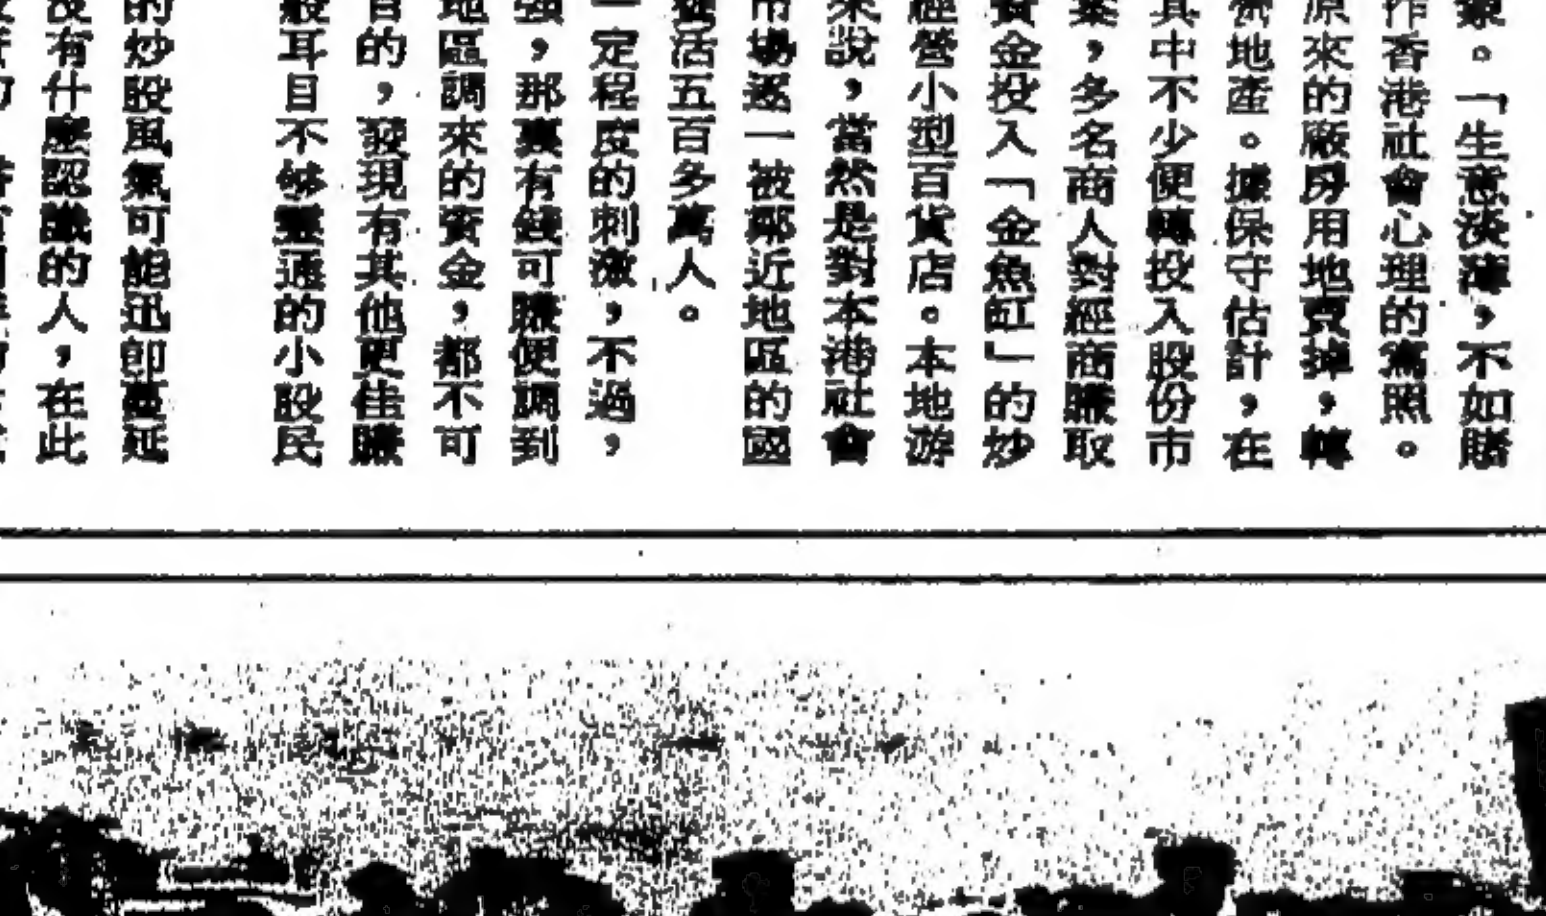 象。「生意淡薄,不如賭
作香港社會心理的寫照。
原來的廠房用地賣掉,轉
地產。據保守估計,在
其中不少便轉投入股份市
業,多名商人對經商賺取
資金投入「金魚缸」的炒
經營小型百貨店。本地游
來說,當然是對本港社會
市場逐一被鄰近地區的國
養活五百多萬人。
一定程度的刺激,不過,
強,那裏有錢可賺便調到
地區調來的資金,都不可
目的,發現有其他更佳賺
般耳目不够靈通的小股民
的炒股風氣可能迅即蔓延
沒有什麼認識的人,在此